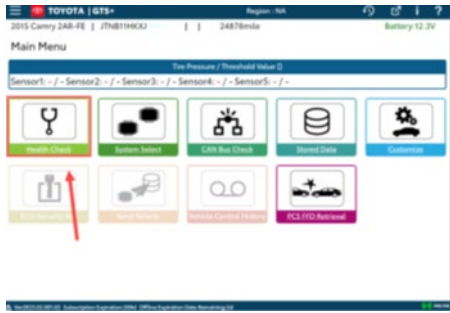 TOYOTA | GTS+ Region : NA ?
2015 Camry 2AR-FE | JTNB11HKXJ | | 24878mile Battery:12.3V
Main Menu
Tire Pressure / Threshold Value []
Sensor1: - / - Sensor2: - / - Sensor3: - / - Sensor4: - / - Sensor5: - / -
Health Check System Select CAN Bus Check Stored Data Customize
Vehicle Control History PCS FFD Retrieval